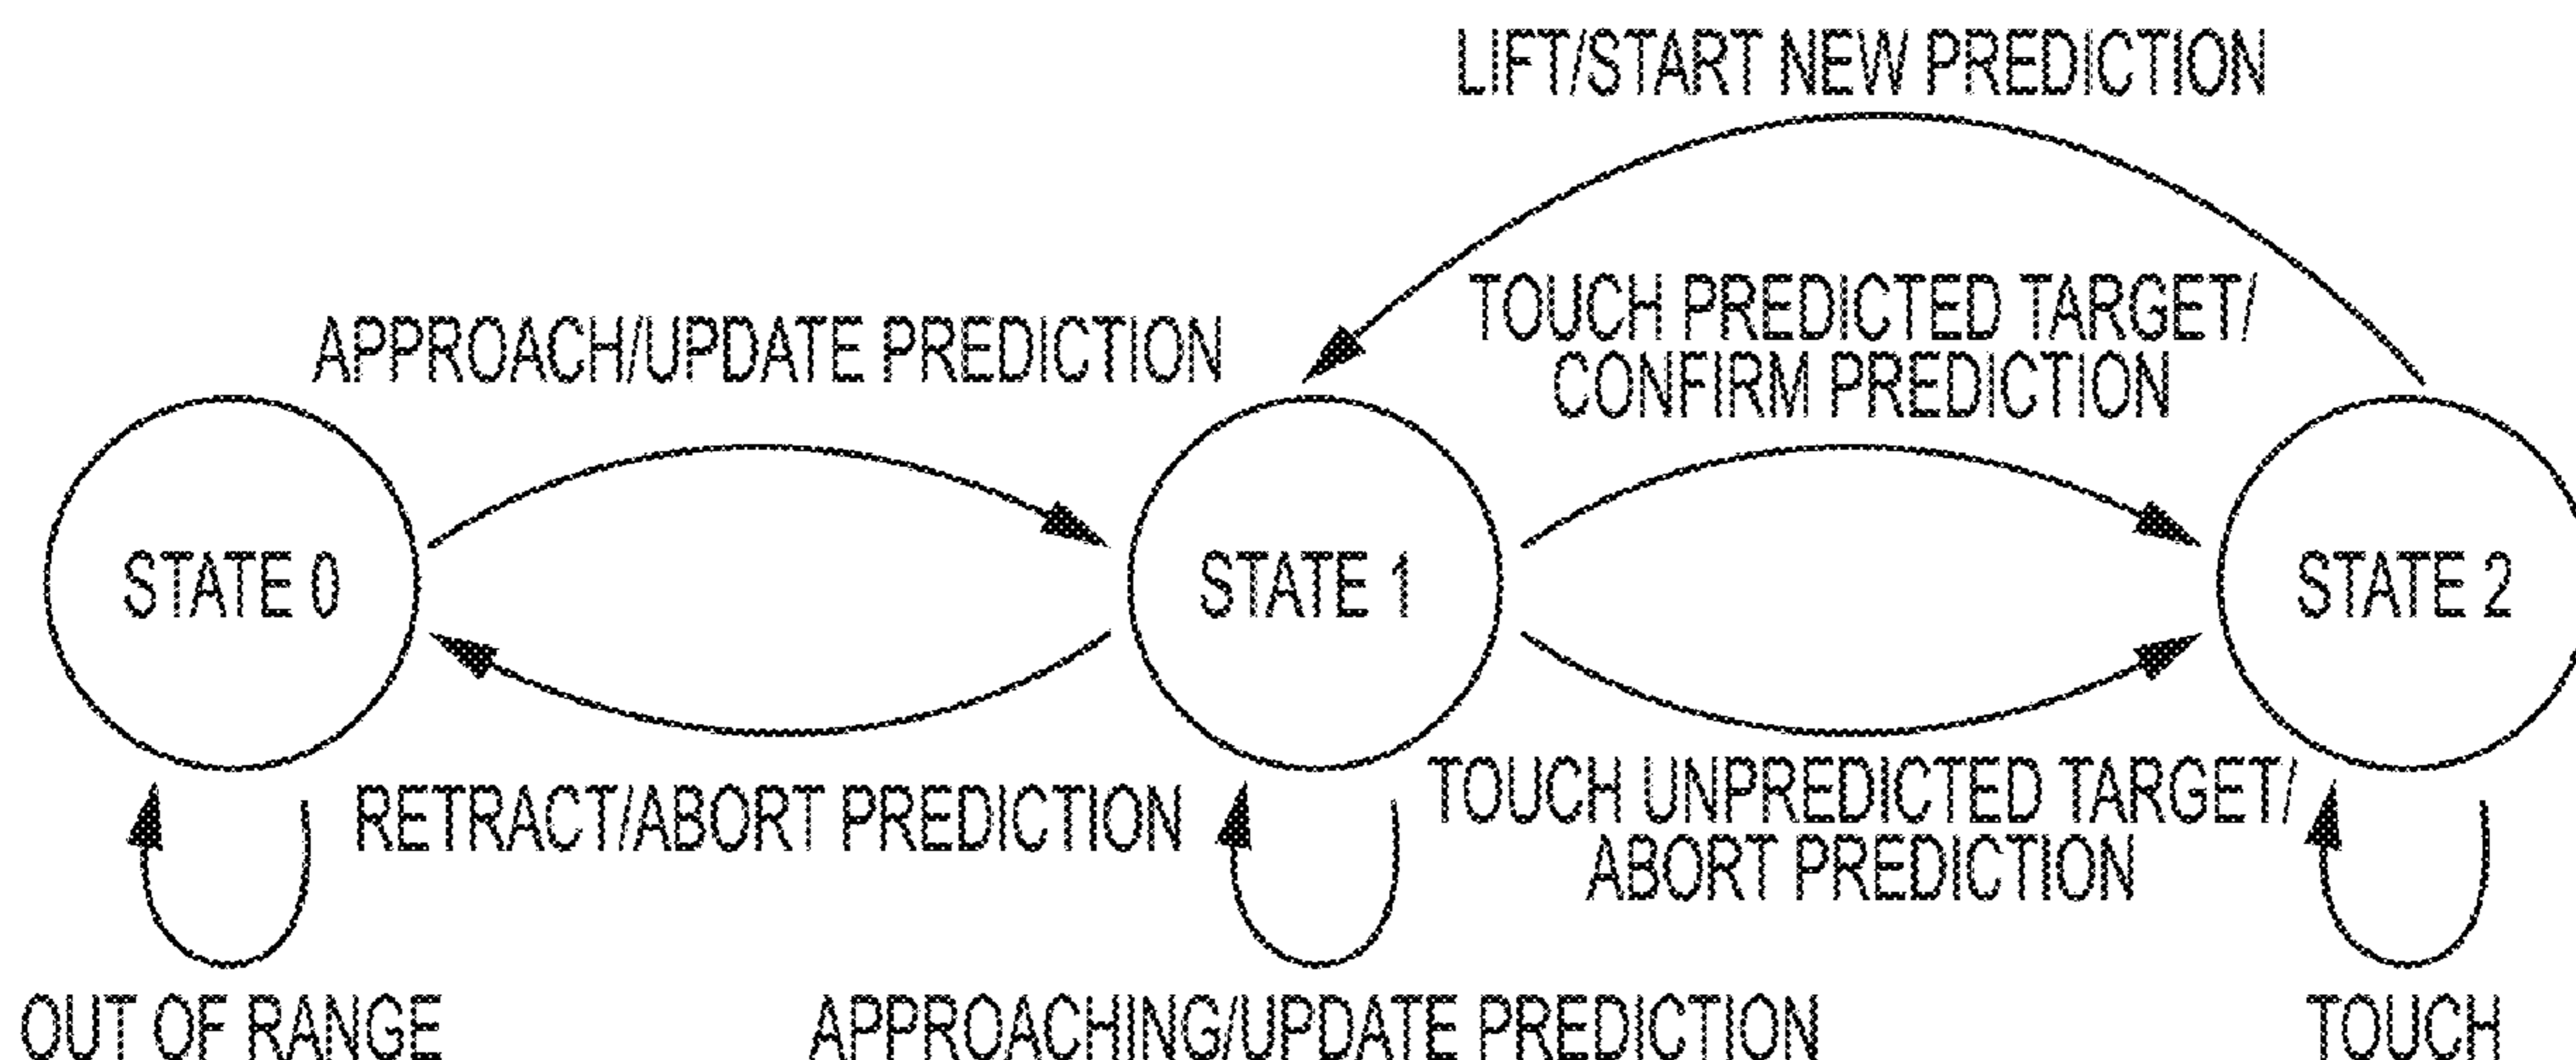 LIFT/START NEW PREDICTION
TOUCH PREDICTED TARGET/
CONFIRM PREDICTION
APPROACH/UPDATE PREDICTION
STATE 0
STATE 1
STATE 2
RETRACT/ABORT PREDICTION
TOUCH UNPREDICTED TARGET/
ABORT PREDICTION
OUT OF RANGE
APPROACHING/UPDATE PREDICTION
TOUCH